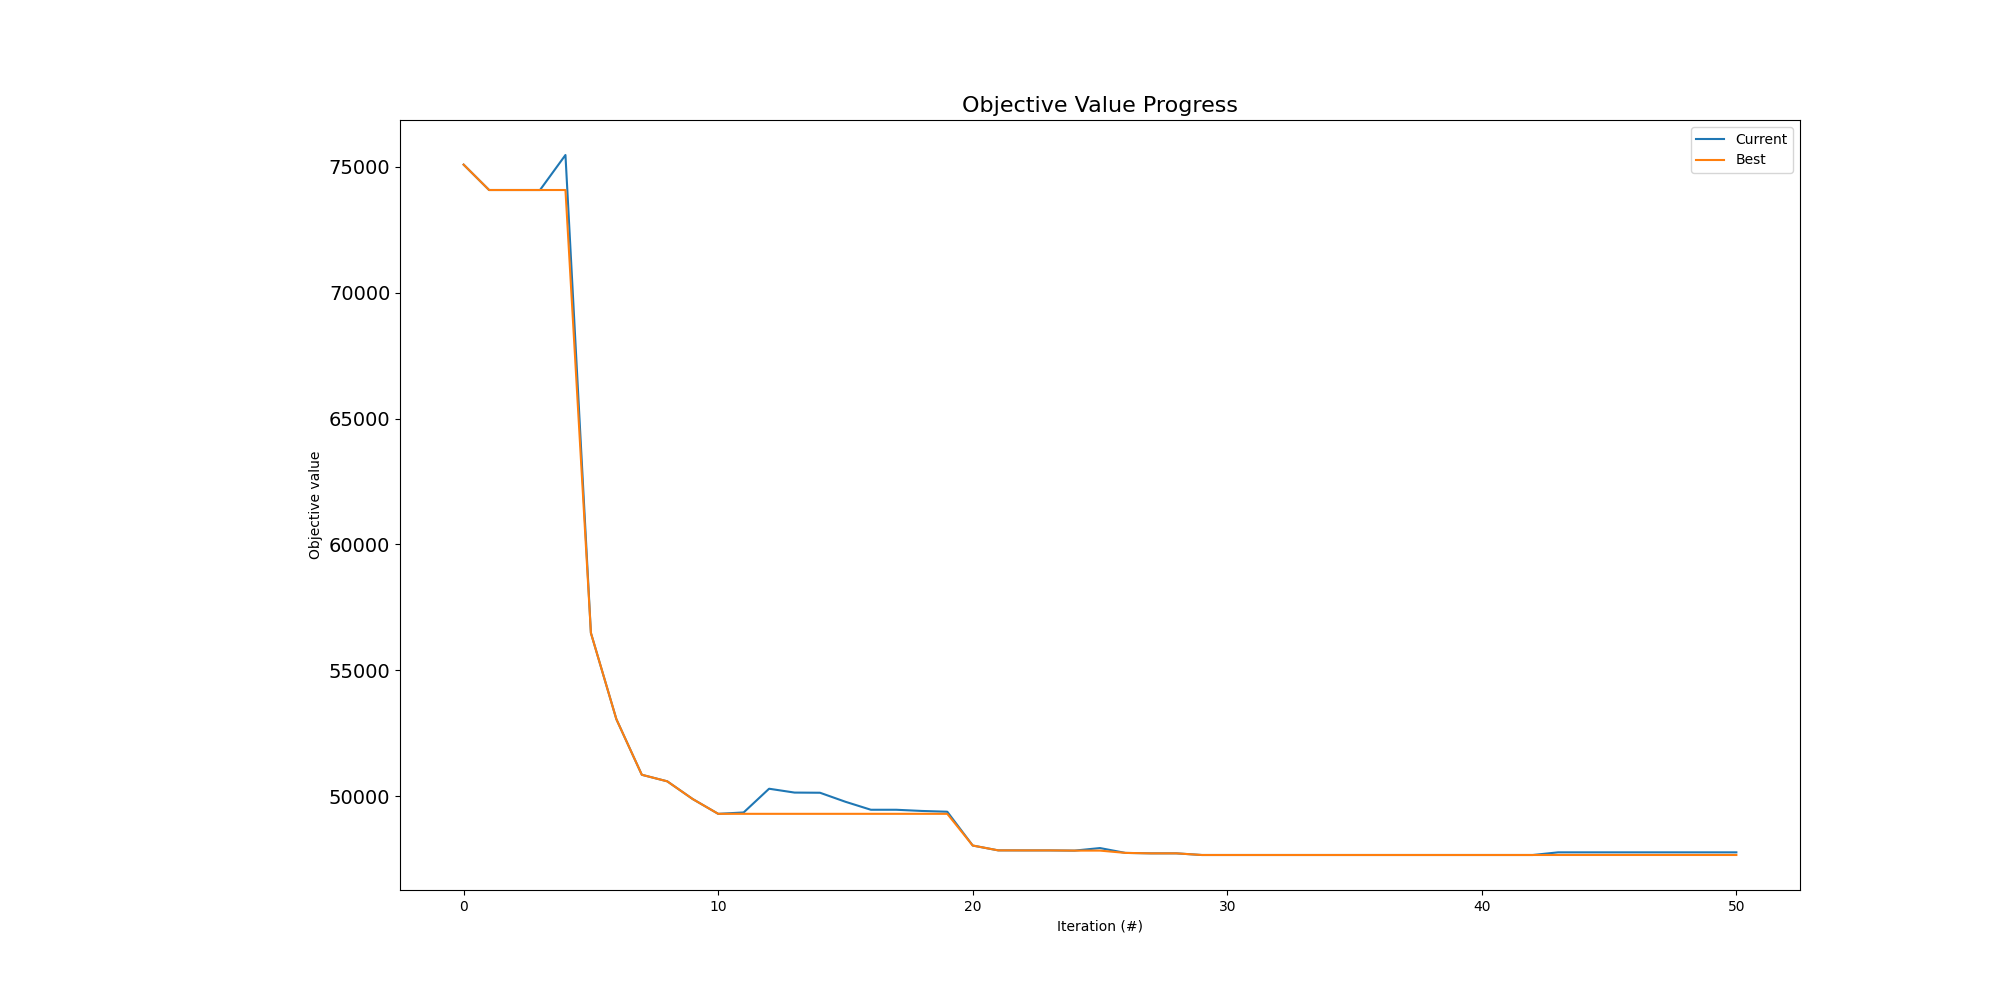 Objective Value Progress
Current
Best
75000
70000
65000
60000
55000
50000
Objective value
0 10 20 30 40 50
Iteration (#)